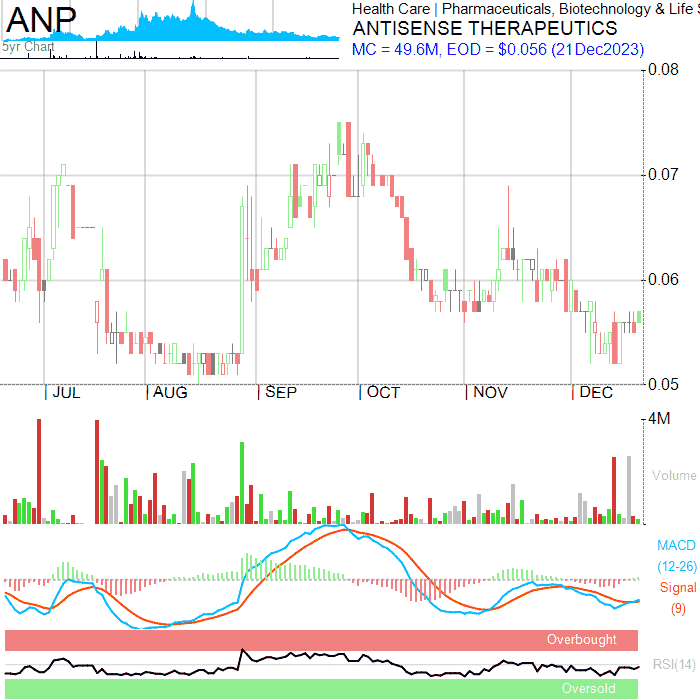 ANP
Health Care | Pharmaceuticals, Biotechnology & Life S
ANTISENSE THERAPEUTICS
5yr Chart
MC = 49.6M, EOD = $0.056 (21Dec2023)
0.08
0.07
0.06
0.05
JUL AUG SEP OCT NOV DEC
4M
Volume
MACD
(12-26)
Signal
(9)
Overbought
RSI(14)
Oversold